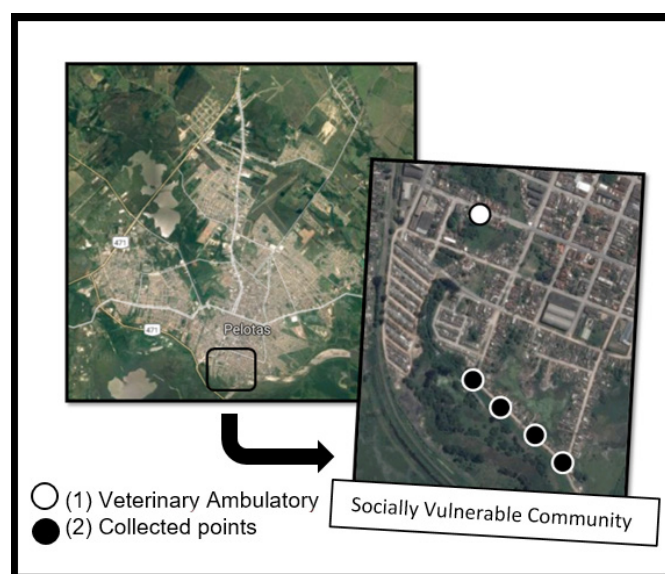 471
471
Pelotas
(1) Veterinary Ambulatory
(2) Collected points
Socially Vulnerable Community